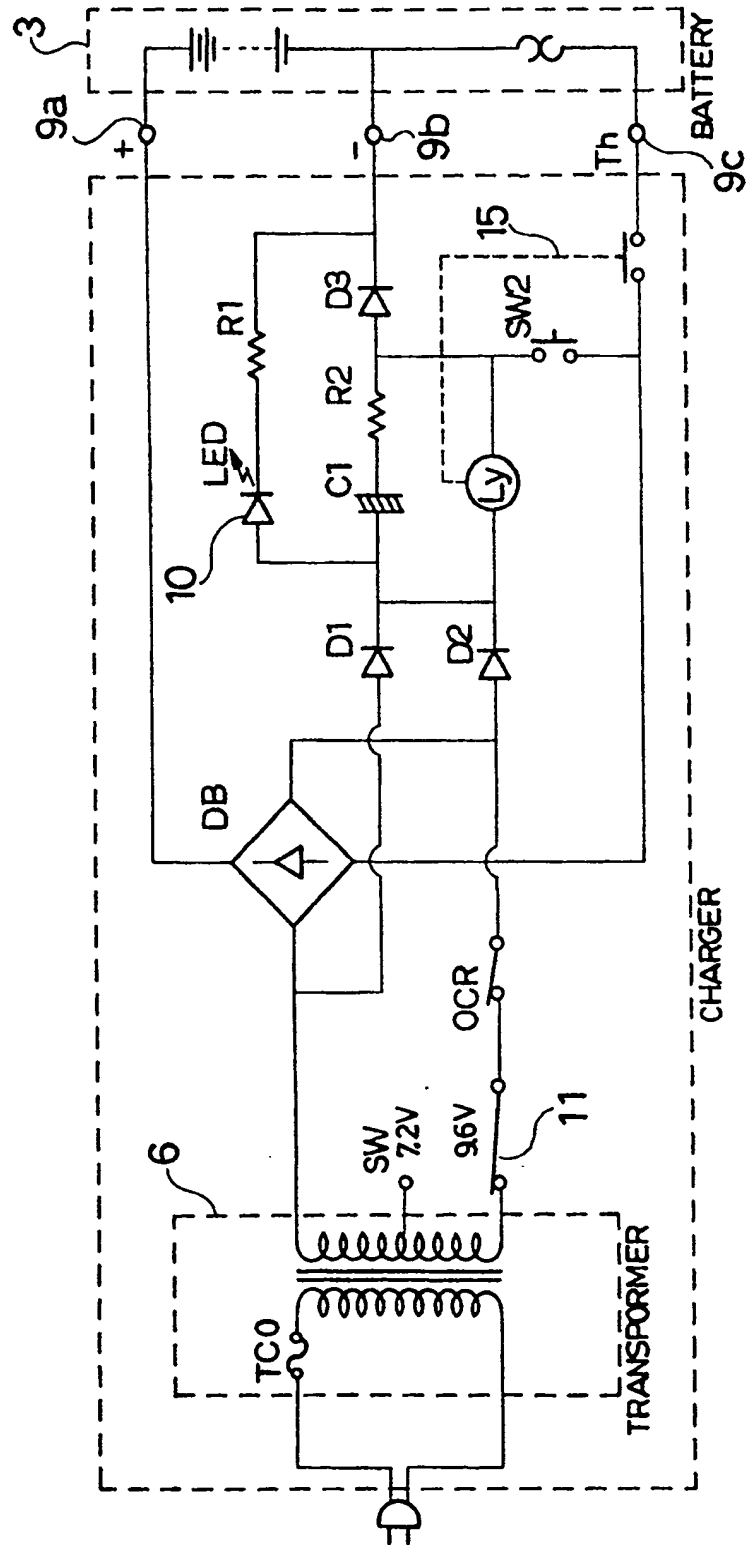 3
9a
+
-
9b
Th
9c
BATTERY
15
R1
D3
LED
R2
SW2
10
C1
Ly
D1
D2
DB
OCR
CHARGER
SW
7.2V
9.6V
11
6
TCO
TRANSPORMER